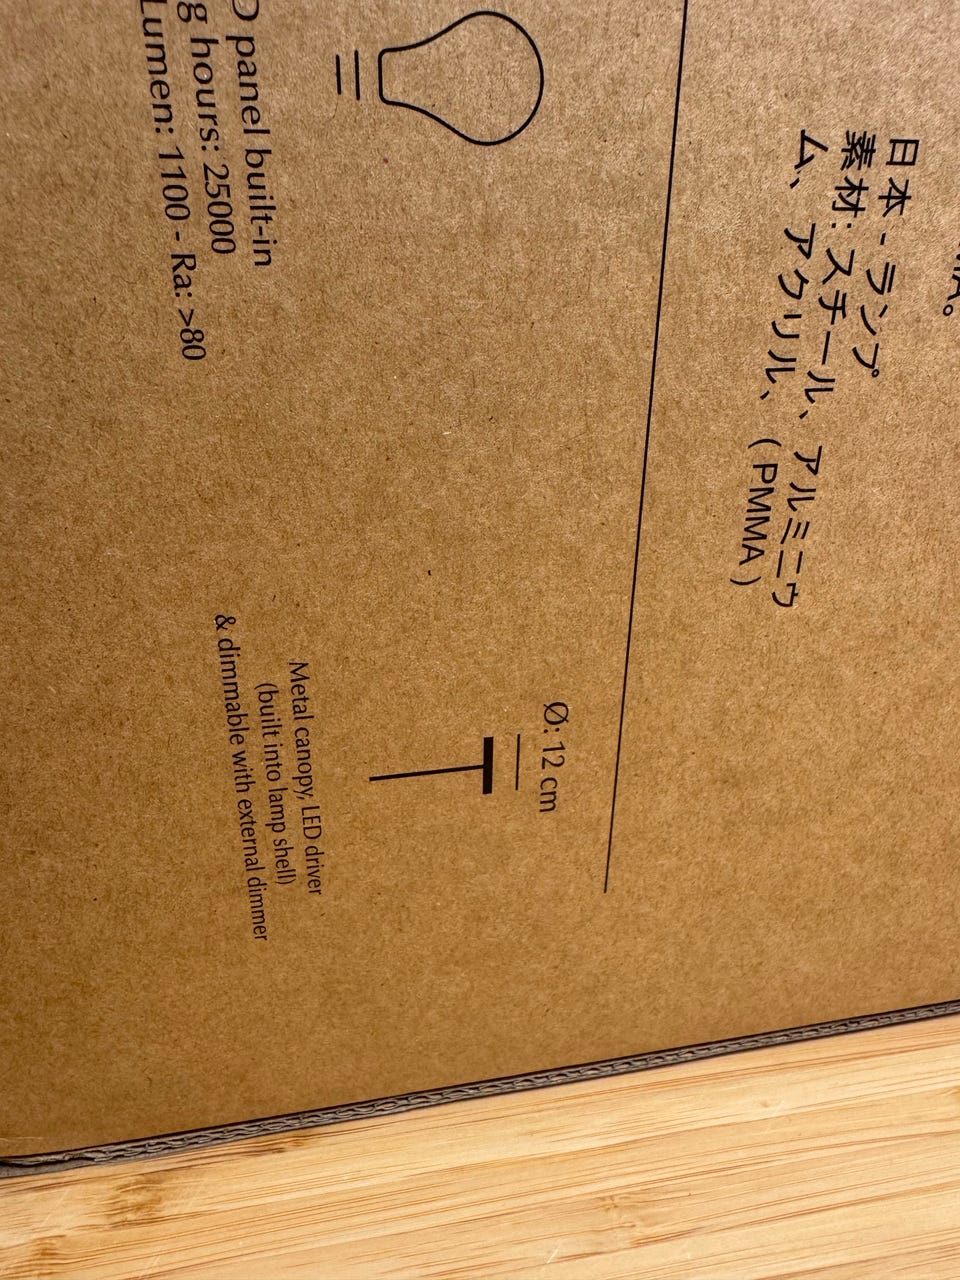 日本 - ランプ
素材: スチール、アルミニウ
ム、アクリル、（PMMA）
panel built-in
hours: 25000
Lumen: 1100 - Ra: >80
Ø: 12 cm
Metal canopy, LED driver
(built into lamp shell)
& dimmable with external dimmer